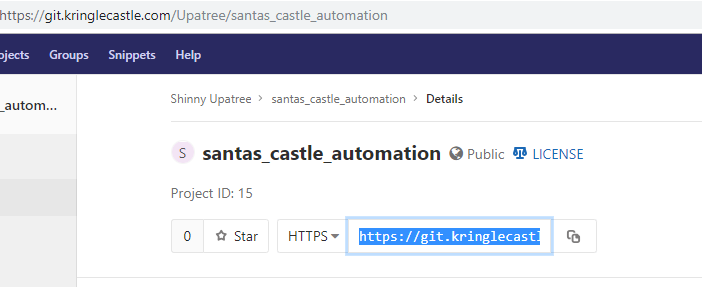 https://git.kringlecastle.com/Upatree/santas_castle_automation
ojects Groups Snippets Help
_autom...
Shinny Upatree > santas_castle_automation > Details
S santas_castle_automation Public LICENSE
Project ID: 15
0 Star HTTPS https://git.kringlecastl